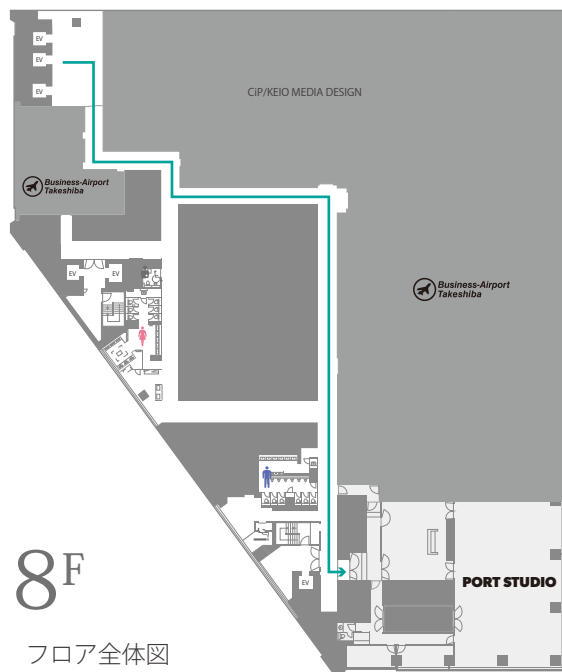 EV
EV
CiP/KEIO MEDIA DESIGN
EV
Business-Airport
Takeshiba
EV
EV
Business-Airport
Takeshiba
8F
EV
PORT STUDIO
フロア全体図